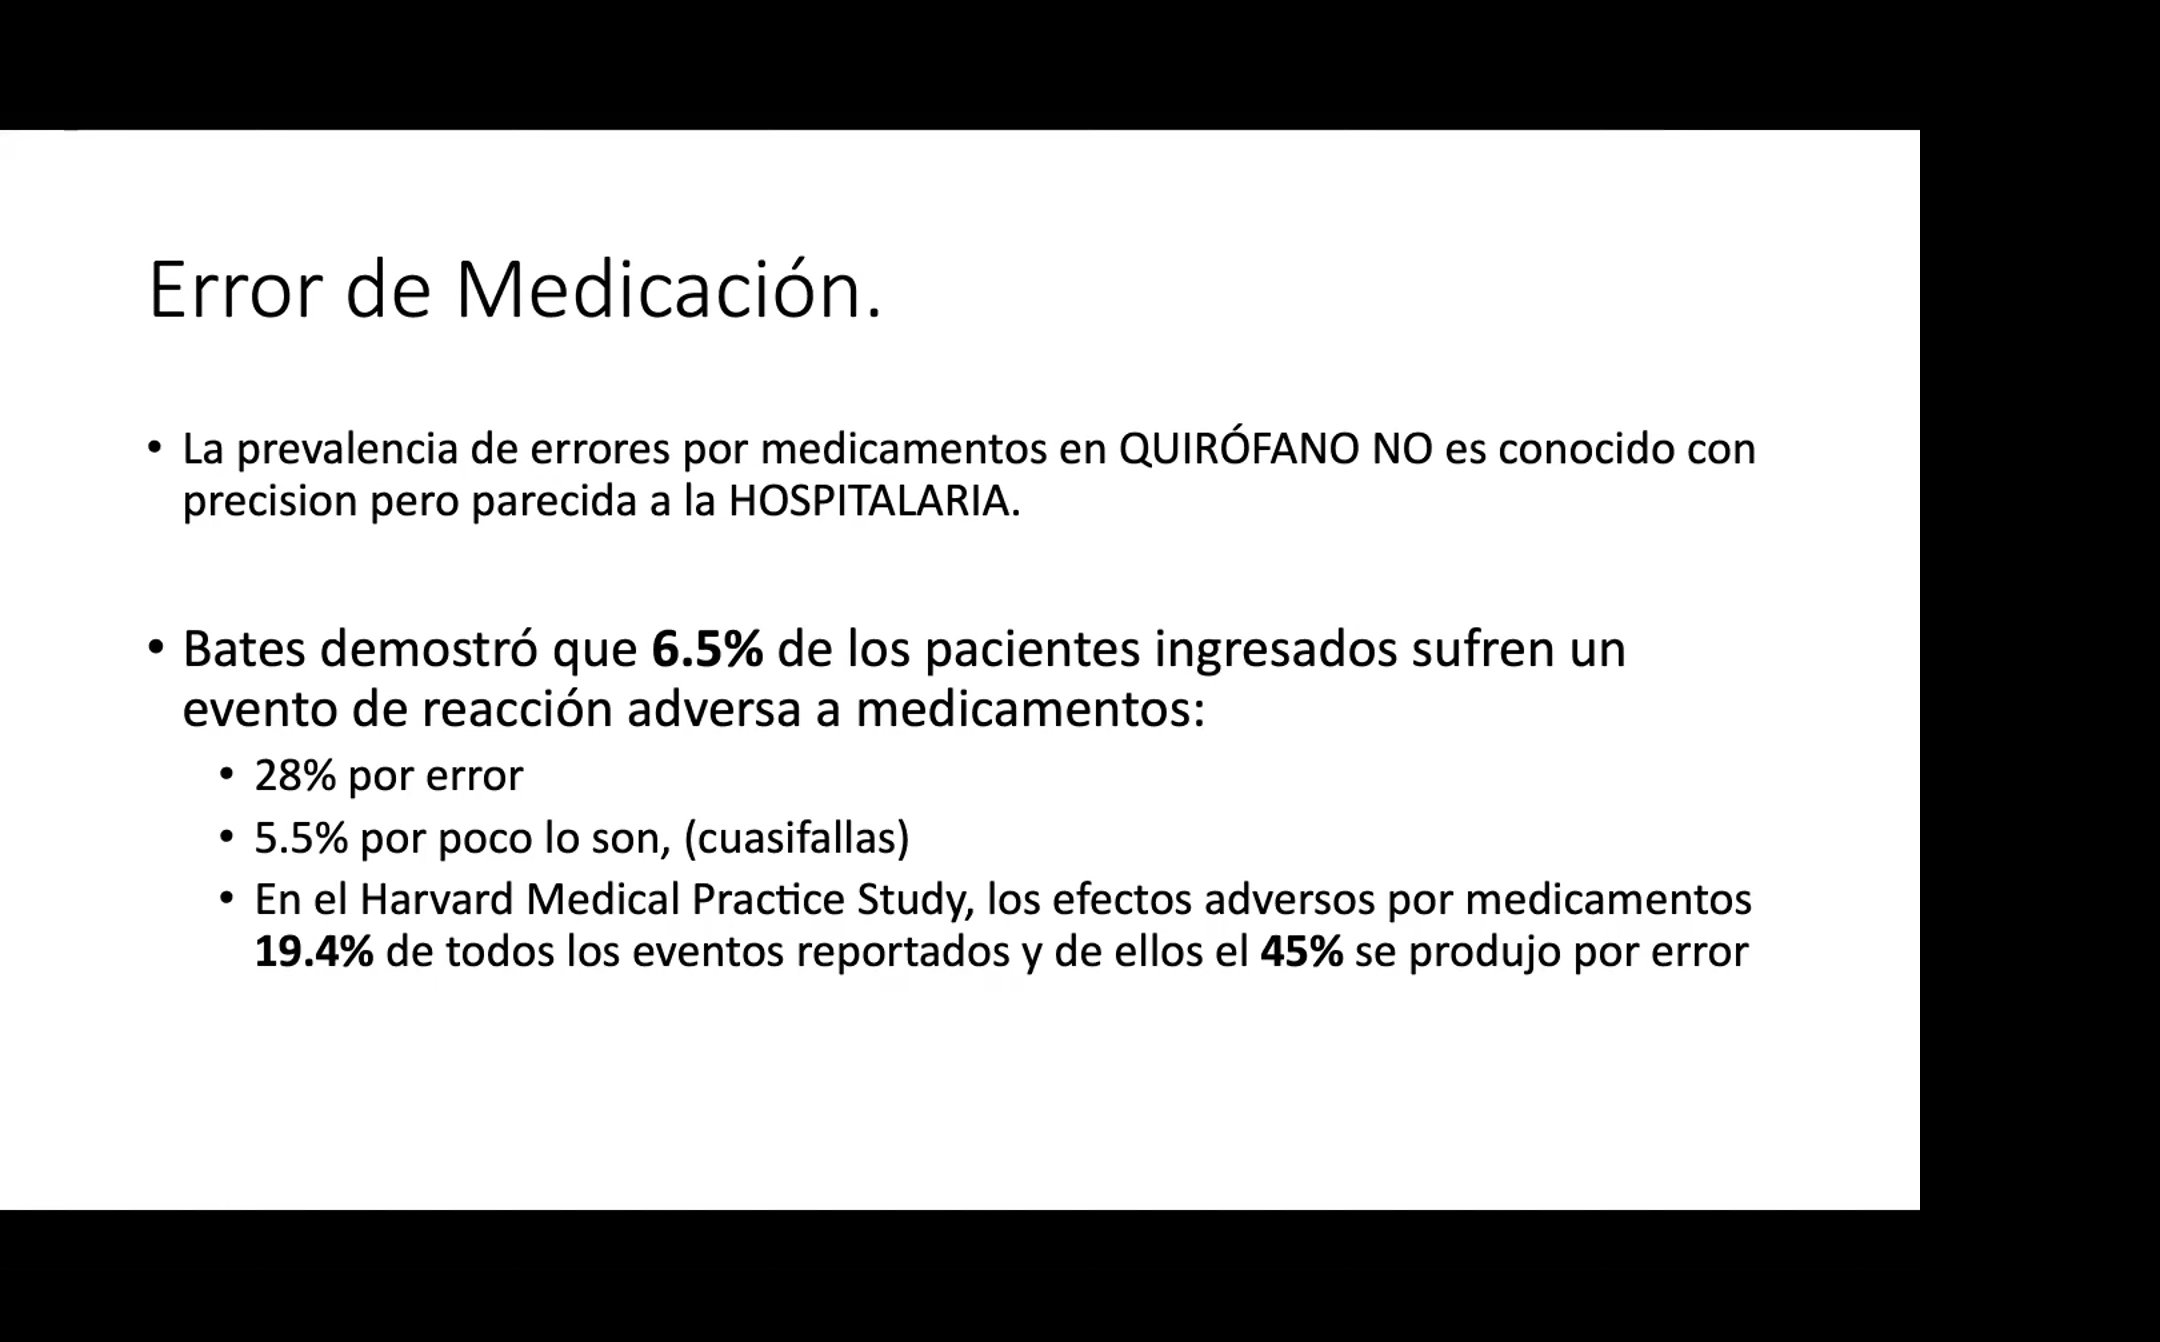 Error de Medicación.
• La prevalencia de errores por medicamentos en QUIRÓFANO NO es conocido con
precision pero parecida a la HOSPITALARIA.
• Bates demostró que 6.5% de los pacientes ingresados sufren un
evento de reacción adversa a medicamentos:
• 28% por error
• 5.5% por poco lo son, (cuasifallas)
• En el Harvard Medical Practice Study, los efectos adversos por medicamentos
19.4% de todos los eventos reportados y de ellos el 45% se produjo por error